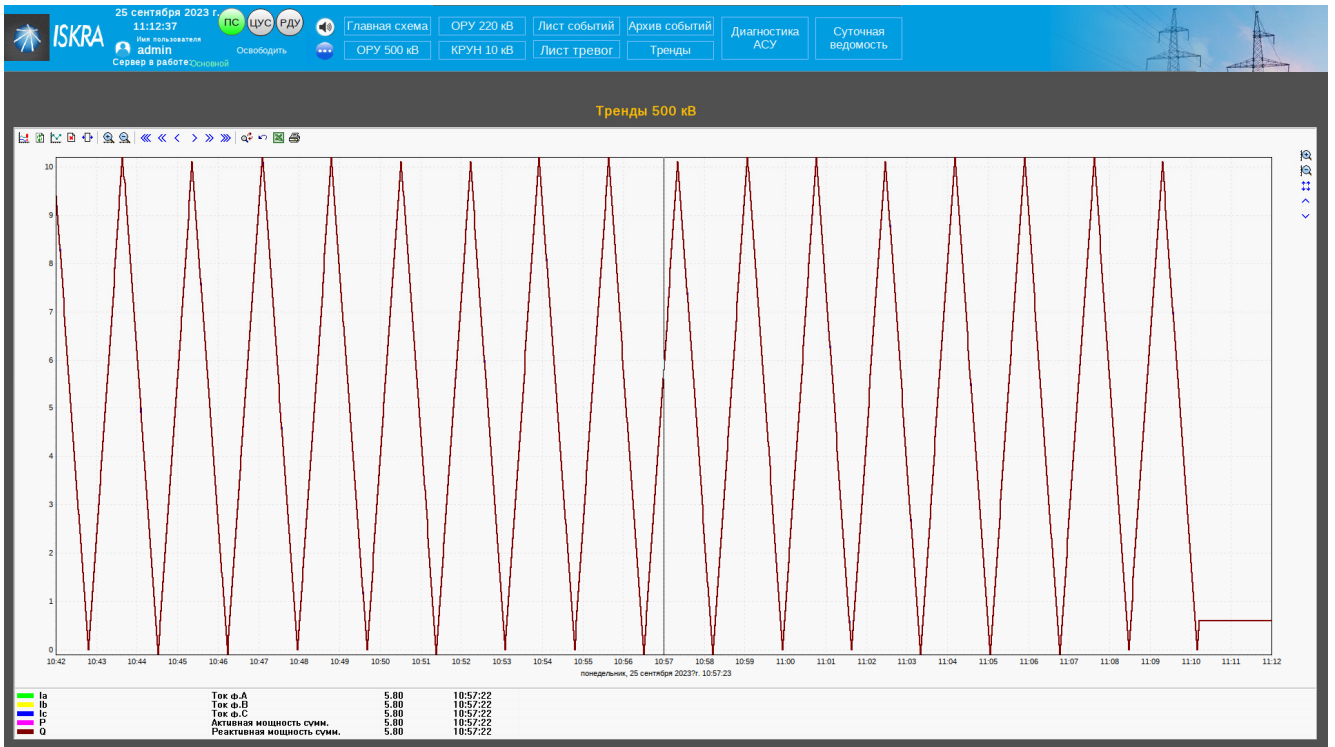 ISKRA
25 сентября 2023 г.
11:12:37
Имя пользователя
admin
Освободить
Сервер в работе:Основной
ПС ЦУС РДУ
Главная схема ОРУ 220 кВ Лист событий Архив событий
ОРУ 500 кВ КРУН 10 кВ Лист тревог Тренды
Диагностика
АСУ
Суточная
ведомость
Тренды 500 кВ
10
9
8
7
6
5
4
3
2
1
0
10:42 10:43 10:44 10:45 10:46 10:47 10:48 10:49 10:50 10:51 10:52 10:53 10:54 10:55 10:56 10:57 10:58 10:59 11:00 11:01 11:02 11:03 11:04 11:05 11:06 11:07 11:08 11:09 11:10 11:11 11:12
понедельник, 25 сентября 2023?г. 10:57:23
Ia Ток ф.А 5.80 10:57:22
Ib Ток ф.В 5.80 10:57:22
Ic Ток ф.С 5.80 10:57:22
P Активная мощность сумм. 5.80 10:57:22
Q Реактивная мощность сумм. 5.80 10:57:22